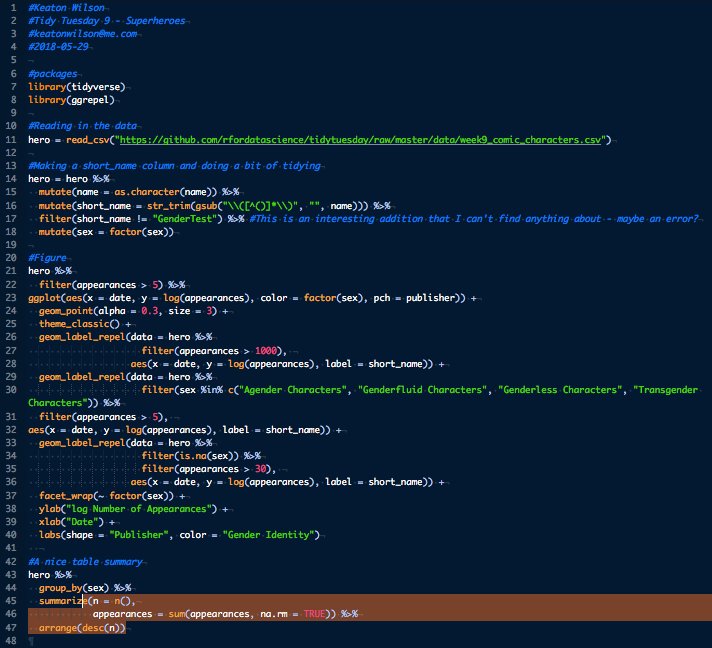 1 #Keaton Wilson
2 #Tidy Tuesday 9 - Superheroes
3 #keatonwilson@me.com
4 #2018-05-29
5
6 #packages
7 library(tidyverse)
8 library(ggrepel)
9
10 #Reading in the data
11 hero = read_csv("https://github.com/rfordatascience/tidytuesday/raw/master/data/week9_comic_characters.csv")
12
13 #Making a short_name column and doing a bit of tidying
14 hero = hero %>%
15   mutate(name = as.character(name)) %>%
16   mutate(short_name = str_trim(gsub("\\([^()]*\\)", "", name))) %>%
17   filter(short_name != "GenderTest") %>% #This is an interesting addition that I can't find anything about - maybe an error?
18   mutate(sex = factor(sex))
19
20 #Figure
21 hero %>%
22   filter(appearances > 5) %>%
23 ggplot(aes(x = date, y = log(appearances), color = factor(sex), pch = publisher)) +
24   geom_point(alpha = 0.3, size = 3) +
25   theme_classic() +
26   geom_label_repel(data = hero %>%
27                    filter(appearances > 1000),
28                  aes(x = date, y = log(appearances), label = short_name)) +
29   geom_label_repel(data = hero %>%
30                    filter(sex %in% c("Agender Characters", "Genderfluid Characters", "Genderless Characters", "Transgender
Characters")) %>%
31   filter(appearances > 5),
32 aes(x = date, y = log(appearances), label = short_name)) +
33   geom_label_repel(data = hero %>%
34                    filter(is.na(sex)) %>%
35                    filter(appearances > 30),
36                  aes(x = date, y = log(appearances), label = short_name)) +
37   facet_wrap(~ factor(sex)) +
38   ylab("log Number of Appearances") +
39   xlab("Date") +
40   labs(shape = "Publisher", color = "Gender Identity")
41
42 #A nice table summary
43 hero %>%
44   group_by(sex) %>%
45   summarize(n = n(),
46            appearances = sum(appearances, na.rm = TRUE)) %>%
47   arrange(desc(n))
48